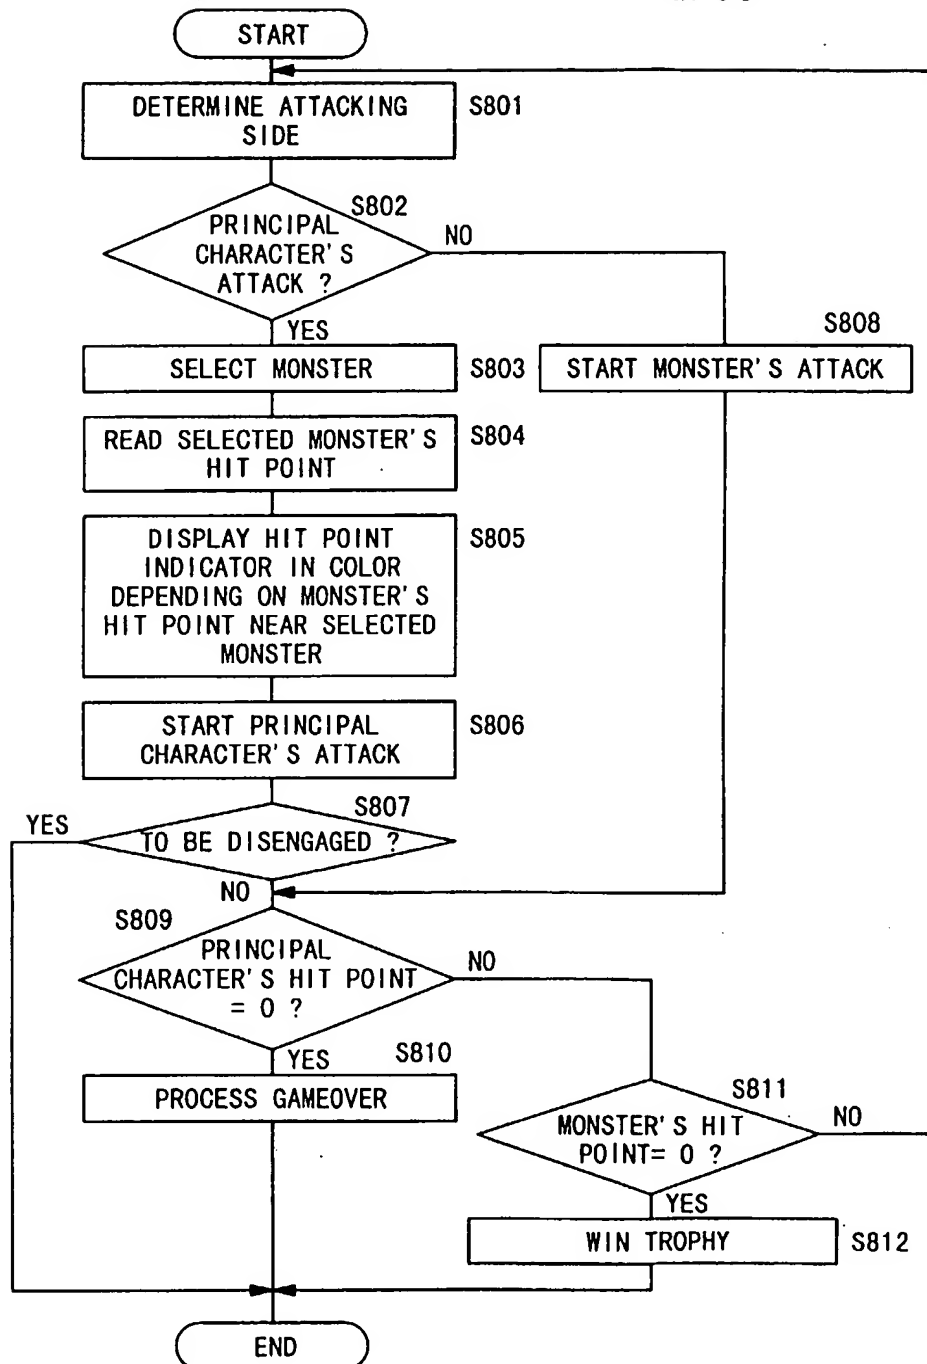 START
DETERMINE ATTACKING
SIDE
S801
S802
PRINCIPAL
CHARACTER'S
ATTACK ?
NO
YES
S808
SELECT MONSTER
S803
START MONSTER'S ATTACK
READ SELECTED MONSTER'S
HIT POINT
S804
DISPLAY HIT POINT
INDICATOR IN COLOR
DEPENDING ON MONSTER'S
HIT POINT NEAR SELECTED
MONSTER
S805
START PRINCIPAL
CHARACTER'S ATTACK
S806
S807
YES
TO BE DISENGAGED ?
NO
S809
PRINCIPAL
CHARACTER'S HIT POINT
= 0 ?
NO
YES
S810
PROCESS GAMEOVER
S811
MONSTER'S HIT
POINT= 0 ?
NO
YES
WIN TROPHY
S812
END